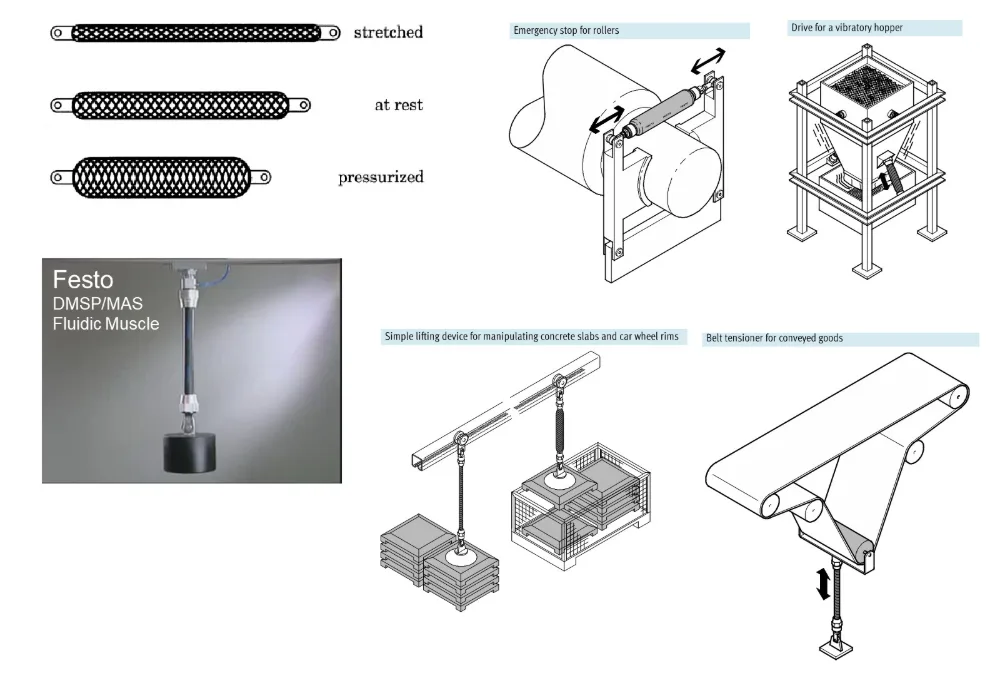 stretched
at rest
pressurized
Emergency stop for rollers
Drive for a vibratory hopper
Festo
DMSP/MAS
Fluidic Muscle
Simple lifting device for manipulating concrete slabs and car wheel rims
Belt tensioner for conveyed goods